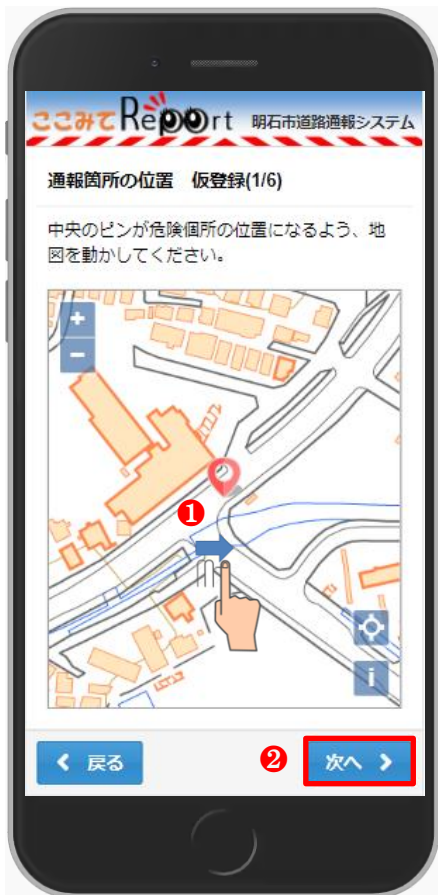 ここみてRepOrt 明石市道路通報システム
通報箇所の位置 仮登録(1/6)
中央のピンが危険個所の位置になるよう、地
図を動かしてください。
+
−
❶
i
戻る
❷ 次へ